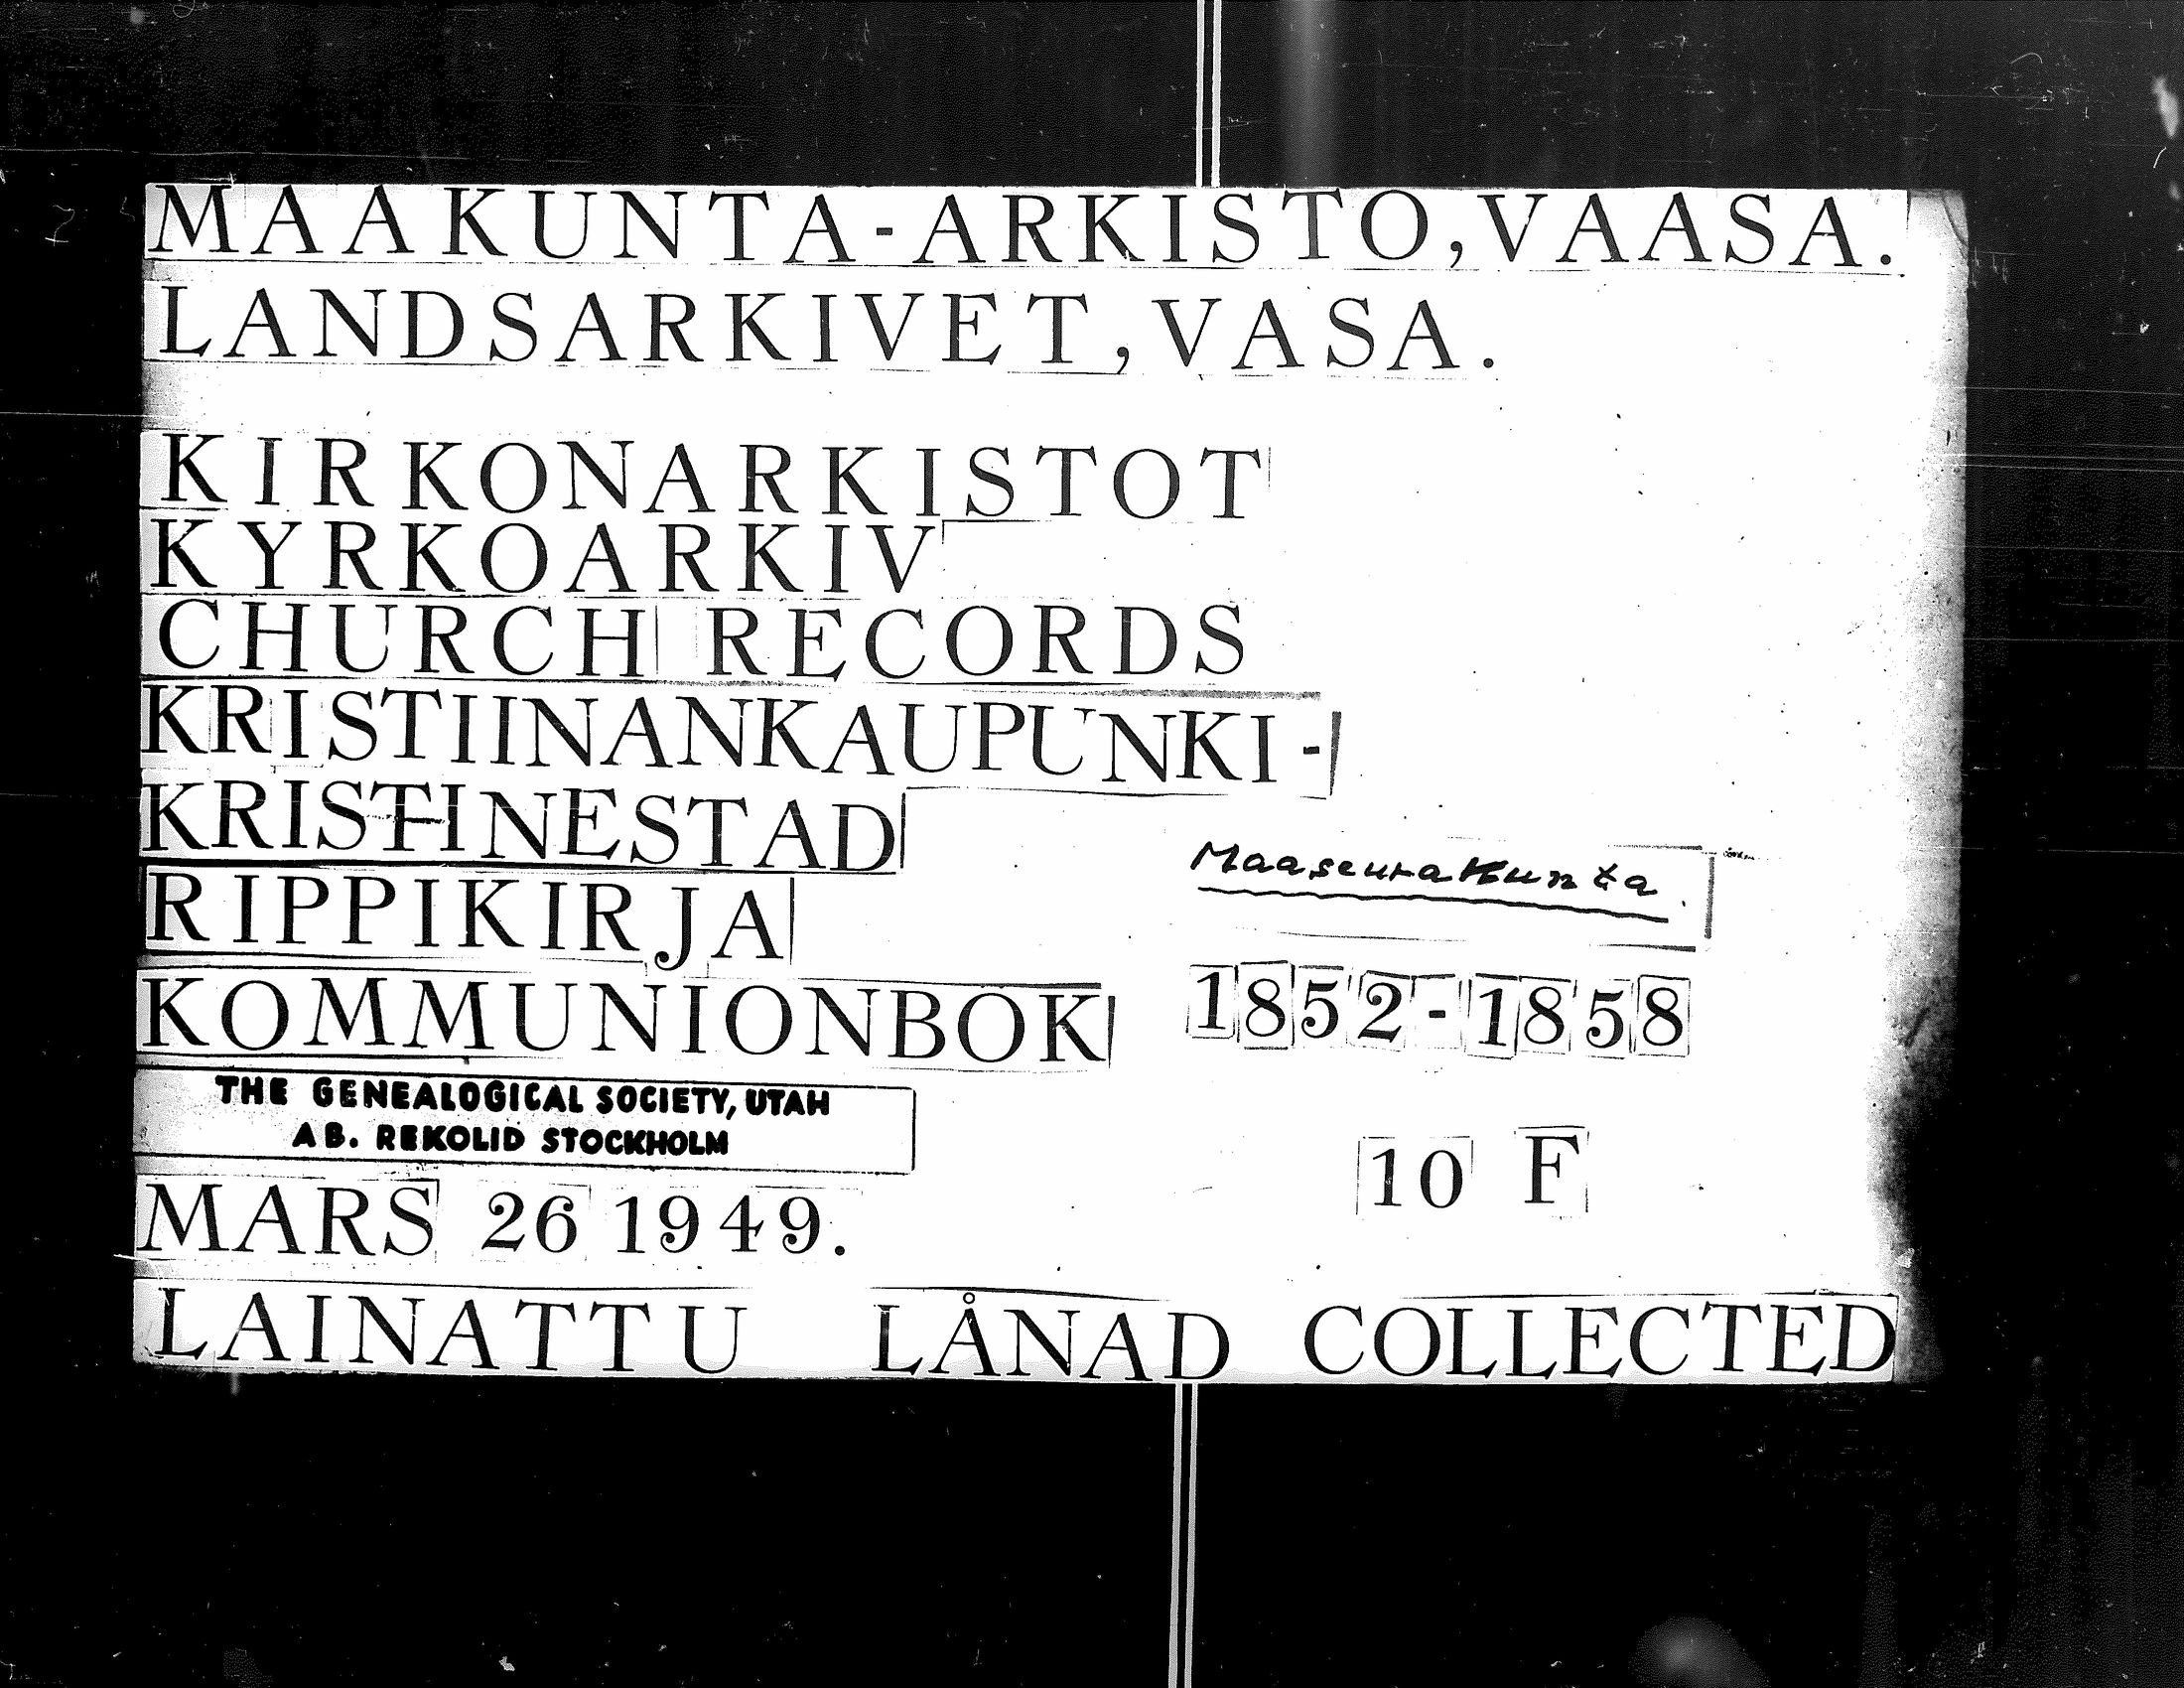 MAAKUNTA-ARKISTO, VAASA.
LANDSARKIVET, VASA.
KIRKONARKISTOT
KYRKOARKIV
CHURCH RECORDS
KRISTIINANKAUPUNKI-
KRISTINESTAD
Maaseurakunta.
RIPPIKIRJA
KOMMUNIONBOK 1852-1858
THE GENEALOGICAL SOCIETY, UTAH
AB. REKOLID STOCKHOLM
10 F
MARS 26 1949.
LAINATTU LÅNAD COLLECTED